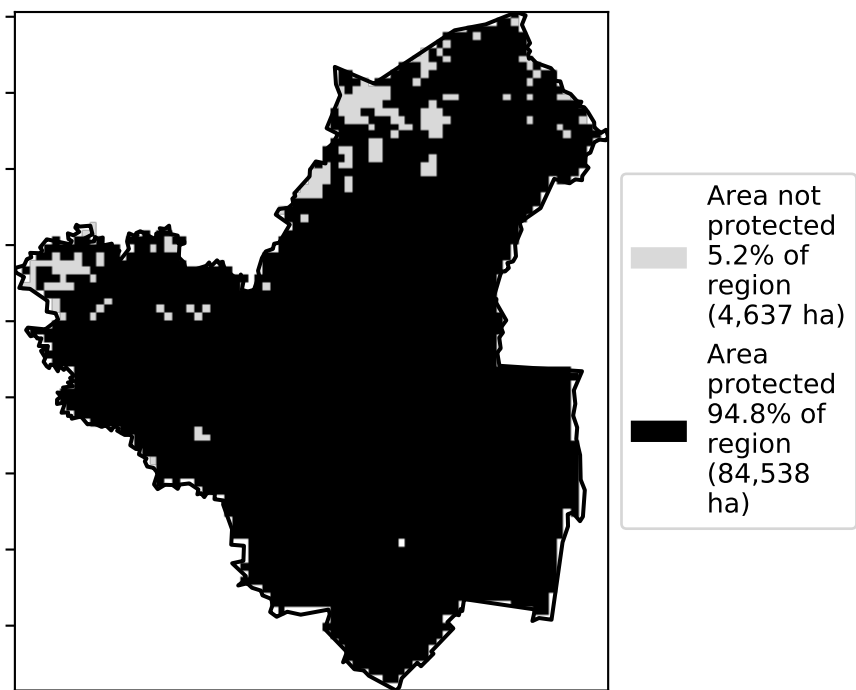 Area not
protected
5.2% of
region
(4,637 ha)
Area
protected
94.8% of
region
(84,538
ha)